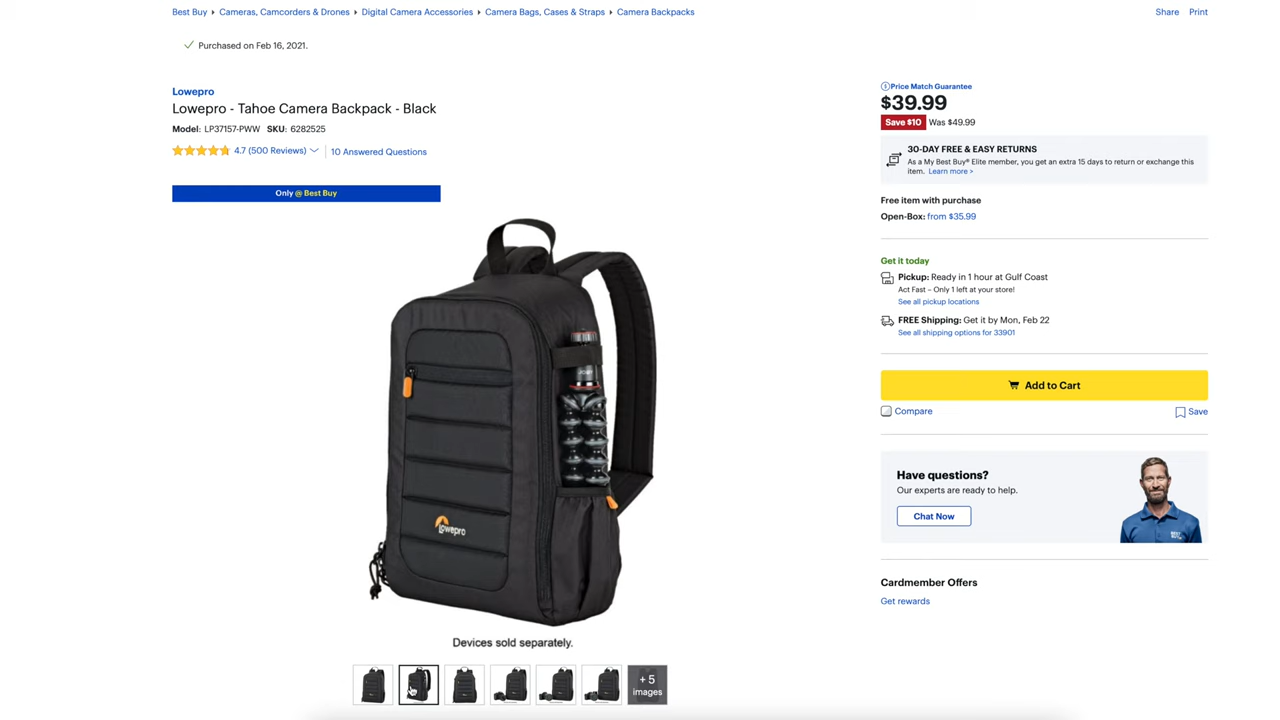 Best Buy Cameras, Camcorders & Drones Digital Camera Accessories Camera Bags, Cases & Straps Camera Backpacks
Share Print
Purchased on Feb 16, 2021.
Lowepro
Lowepro - Tahoe Camera Backpack - Black
Model: LP37157-PWW SKU: 6282525
4.7 (500 Reviews) 10 Answered Questions
Only @ Best Buy
Lowepro
Devices sold separately.
+ 5
images
Price Match Guarantee
$39.99
Save $10 Was $49.99
30-DAY FREE & EASY RETURNS
As a My Best Buy® Elite member, you get an extra 15 days to return or exchange this
item. Learn more >
Free item with purchase
Open-Box: from $35.99
Get it today
Pickup: Ready in 1 hour at Gulf Coast
Act Fast – Only 1 left at your store!
See all pickup locations
FREE Shipping: Get it by Mon, Feb 22
See all shipping options for 33901
Add to Cart
Compare
Save
Have questions?
Our experts are ready to help.
Chat Now
Cardmember Offers
Get rewards